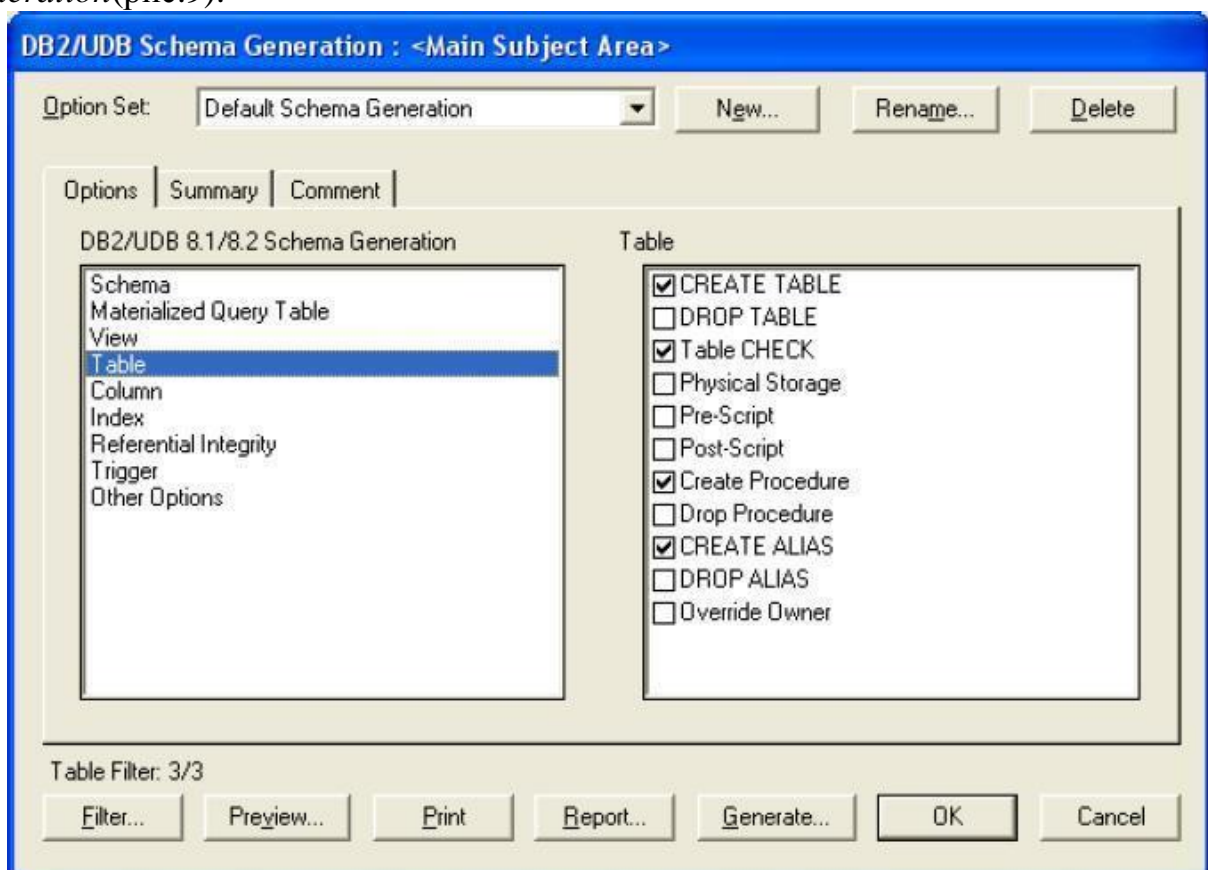 DB2/UDB Schema Generation : <Main Subject Area>
Option Set: Default Schema Generation New... Rename... Delete
Options Summary Comment
DB2/UDB 8.1/8.2 Schema Generation
Schema
Materialized Query Table
View
Table
Column
Index
Referential Integrity
Trigger
Other Options
Table
CREATE TABLE
DROP TABLE
Table CHECK
Physical Storage
Pre-Script
Post-Script
Create Procedure
Drop Procedure
CREATE ALIAS
DROP ALIAS
Override Owner
Table Filter: 3/3
Filter... Preview... Print Report... Generate... OK Cancel